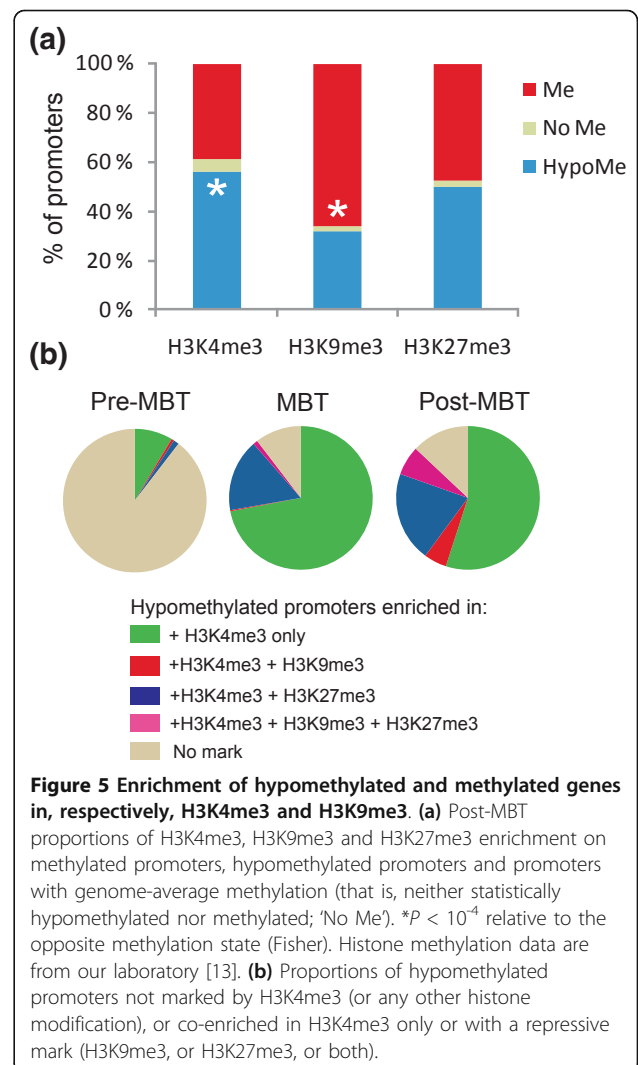 (a)
100 %
80 %
60 %
40 %
20 %
0 %
% of promoters
Me
No Me
HypoMe
*
*
H3K4me3 H3K9me3 H3K27me3
(b)
Pre-MBT MBT Post-MBT
Hypomethylated promoters enriched in:
+ H3K4me3 only
+H3K4me3 + H3K9me3
+H3K4me3 + H3K27me3
+H3K4me3 + H3K9me3 + H3K27me3
No mark
Figure 5 Enrichment of hypomethylated and methylated genes
in, respectively, H3K4me3 and H3K9me3. (a) Post-MBT
proportions of H3K4me3, H3K9me3 and H3K27me3 enrichment on
methylated promoters, hypomethylated promoters and promoters
with genome-average methylation (that is, neither statistically
hypomethylated nor methylated; ‘No Me’). *P < 10⁻⁴ relative to the
opposite methylation state (Fisher). Histone methylation data are
from our laboratory [13]. (b) Proportions of hypomethylated
promoters not marked by H3K4me3 (or any other histone
modification), or co-enriched in H3K4me3 only or with a repressive
mark (H3K9me3, or H3K27me3, or both).